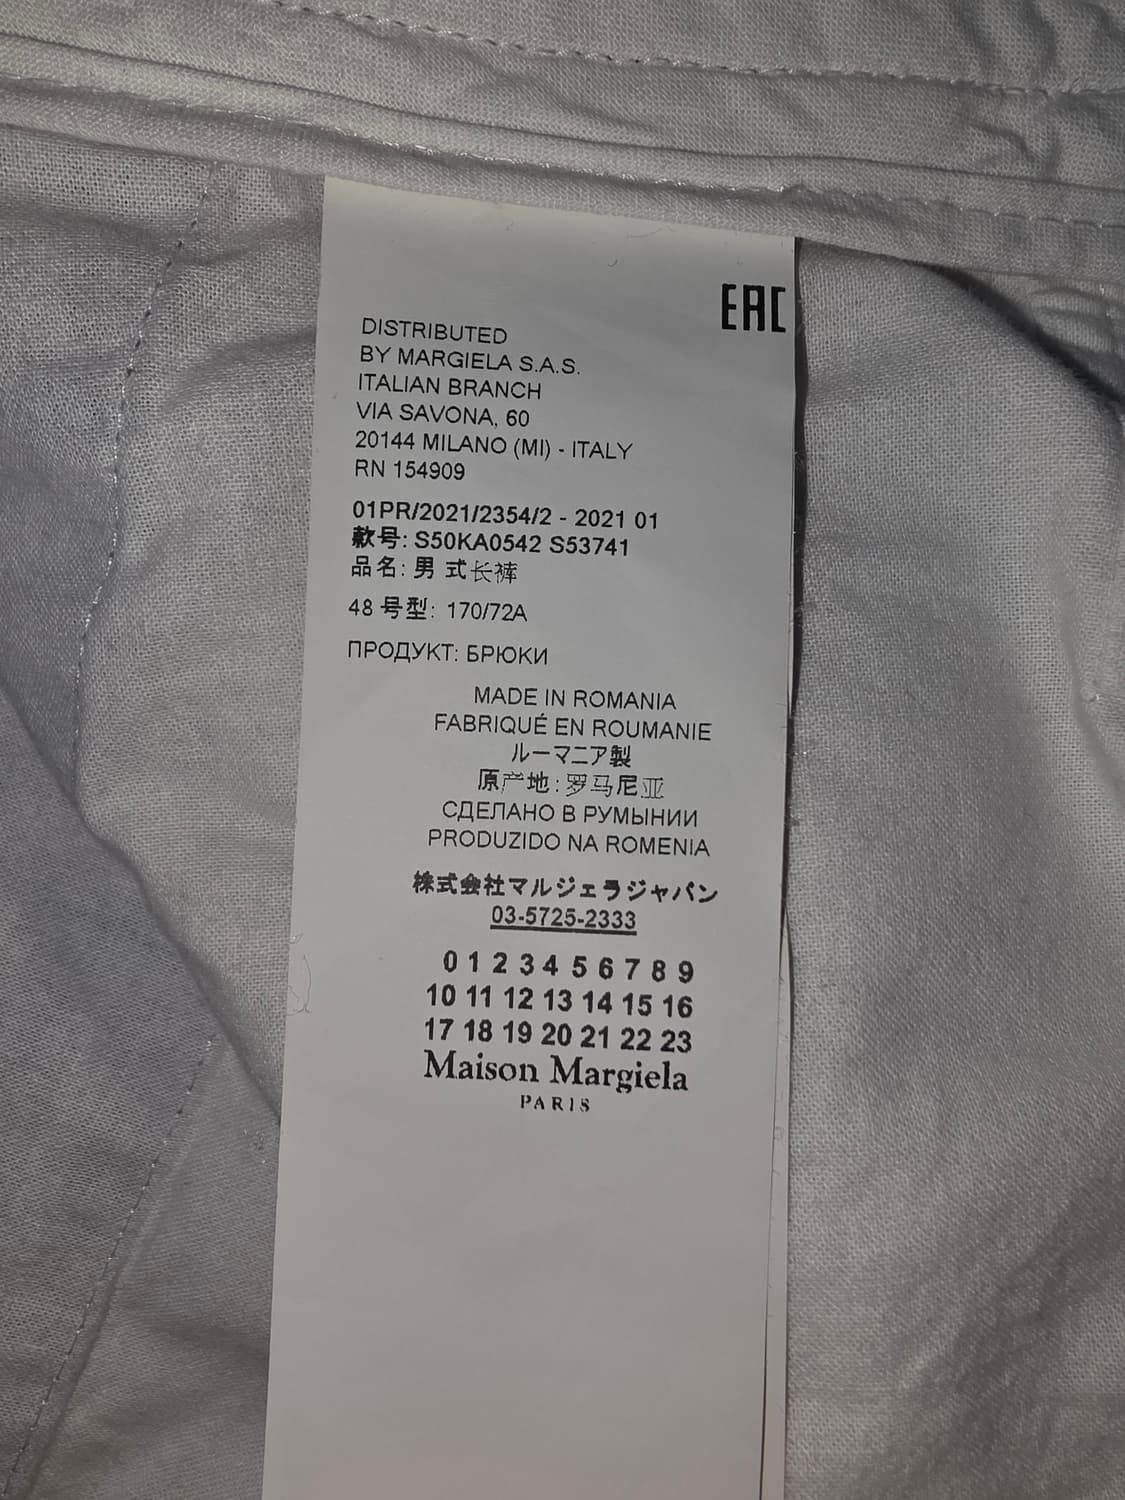 EAC
DISTRIBUTED
BY MARGIELA S.A.S.
ITALIAN BRANCH
VIA SAVONA, 60
20144 MILANO (MI) - ITALY
RN 154909
01PR/2021/2354/2 - 2021 01
款号: S50KA0542 S53741
品名: 男 式长裤
48 号型: 170/72A
ПРОДУКТ: БРЮКИ
MADE IN ROMANIA
FABRIQUÉ EN ROUMANIE
ルーマニア製
原产地: 罗马尼亚
СДЕЛАНО В РУМЫНИИ
PRODUZIDO NA ROMENIA
株式会社マルジェラジャパン
03-5725-2333
0 1 2 3 4 5 6 7 8 9
10 11 12 13 14 15 16
17 18 19 20 21 22 23
Maison Margiela
PARIS